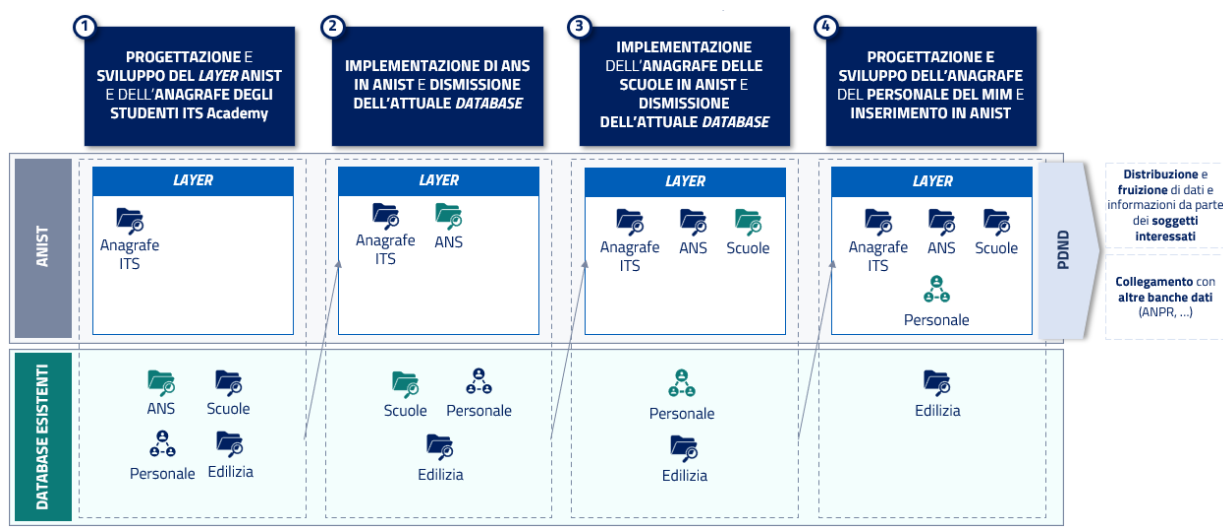 1
PROGETTAZIONE E
SVILUPPO DEL LAYER ANIST
E DELL'ANAGRAFE DEGLI
STUDENTI ITS Academy
2
IMPLEMENTAZIONE DI ANS
IN ANIST E DISMISSIONE
DELL'ATTUALE DATABASE
3
IMPLEMENTAZIONE
DELL'ANAGRAFE DELLE
SCUOLE IN ANIST E
DISMISSIONE
DELL'ATTUALE DATABASE
4
PROGETTAZIONE E
SVILUPPO DELL'ANAGRAFE
DEL PERSONALE DEL MIM E
INSERIMENTO IN ANIST
ANIST
LAYER
Anagrafe
ITS
LAYER
Anagrafe
ITS
ANS
LAYER
Anagrafe
ITS
ANS
Scuole
LAYER
Anagrafe
ITS
ANS
Scuole
Personale
PDND
Distribuzione e
fruizione di dati e
informazioni da parte
dei soggetti
interessati
Collegamento con
altre banche dati
(ANPR, ...)
DATABASE ESISTENTI
ANS
Scuole
Personale
Edilizia
Scuole
Personale
Edilizia
Personale
Edilizia
Edilizia